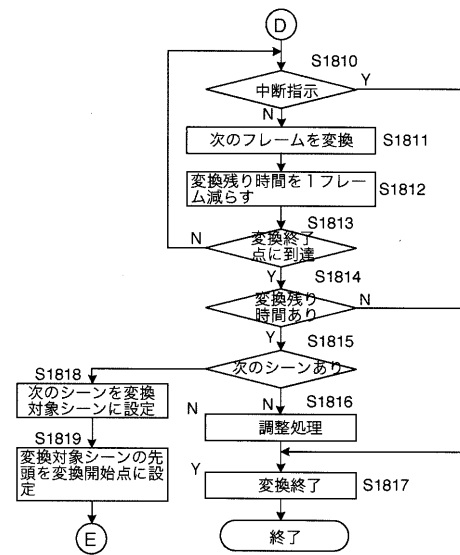 D
S1810
中断指示
Y
N
次のフレームを変換
S1811
変換残り時間を1フレ
ーム減らす
S1812
S1813
N
変換終了
点に到達
Y
S1814
変換残り
時間あり
N
Y
S1815
次のシーンあり
S1818
次のシーンを変換
対象シーンに設定
N
N
S1816
調整処理
S1819
変換対象シーンの先
頭を変換開始点に設
定
Y
変換終了
S1817
E
終了